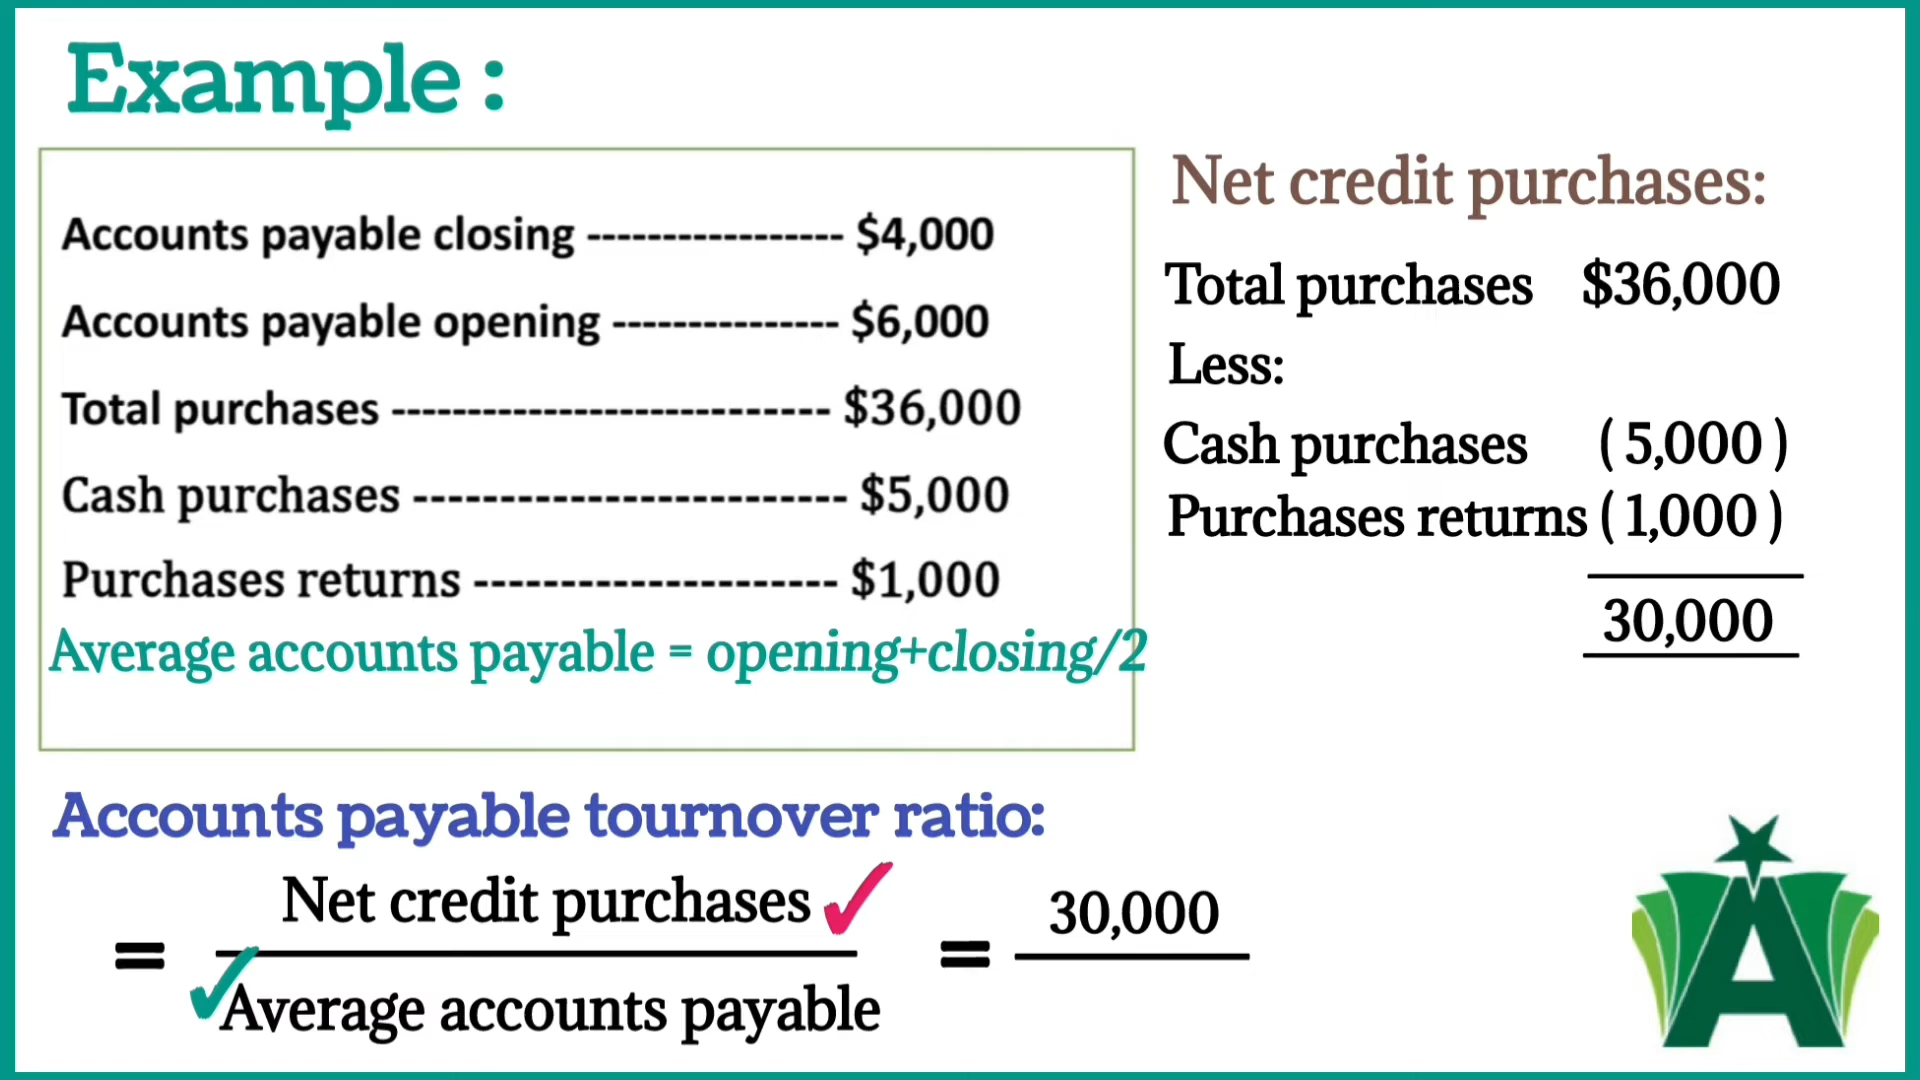 Example :
Accounts payable closing ----------------- $4,000
Accounts payable opening --------------- $6,000
Total purchases ----------------------------- $36,000
Cash purchases ------------------------- $5,000
Purchases returns --------------------- $1,000
Average accounts payable = opening+closing/2
Net credit purchases:
Total purchases $36,000
Less:
Cash purchases ( 5,000 )
Purchases returns ( 1,000 )
30,000
Accounts payable tournover ratio:
Net credit purchases
= =
30,000
Average accounts payable
A